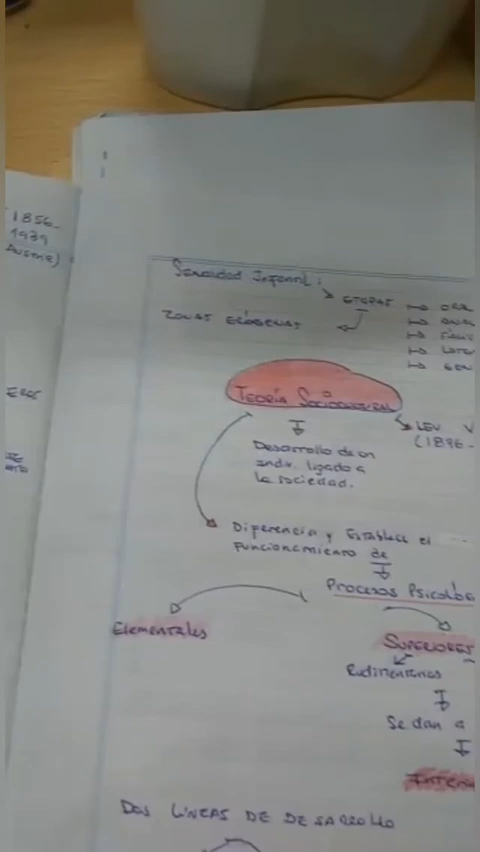 1856-
1939
Austria)
Sexualidad Infantil:
ETAPAS
ZONAS ERÓGENAS
TEORÍA SOCIOCULTURAL
LEV V
(1896-
Desarrollo de un
indiv. ligado a
la sociedad.
Diferencia y Establece el
Funcionamiento de
PROCESOS PSICOLÓG
Elementales
SUPERIORES
Rudimentarios
Se dan a
DOS LÍNEAS DE DESARROLLO